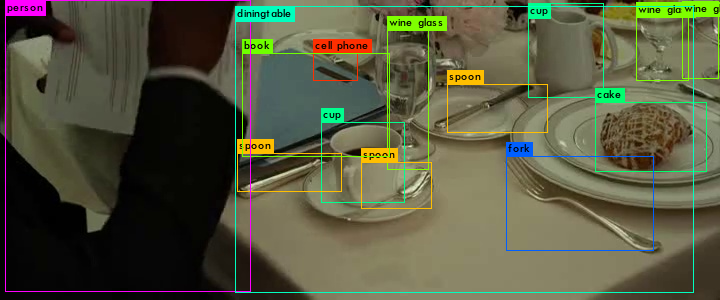 person
diningtable
wine glass
cup
wine gla
wine g
book
cell phone
spoon
cake
cup
spoon
spoon
fork